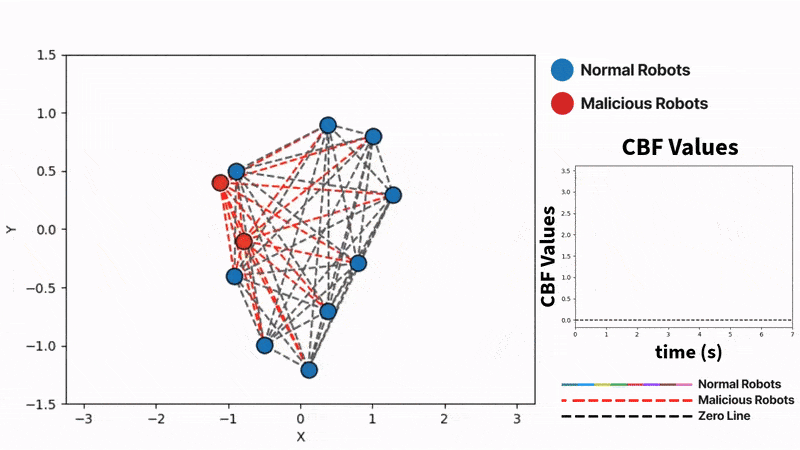 1.5
1.0
0.5
0.0
−0.5
−1.0
−1.5
Y
−3 −2 −1 0 1 2 3
X
Normal Robots
Malicious Robots
CBF Values
CBF Values
3.5
3.0
2.5
2.0
1.5
1.0
0.5
0.0
0 1 2 3 4 5 6 7
time (s)
Normal Robots
Malicious Robots
Zero Line